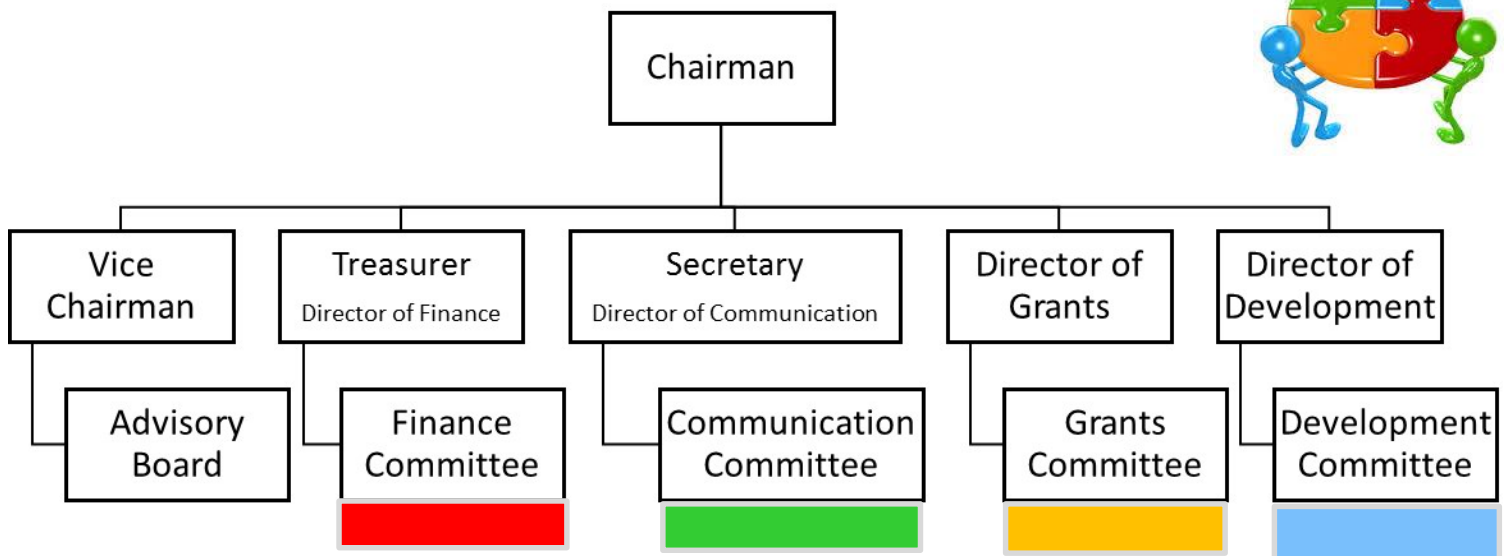 Chairman
Vice
Chairman
Treasurer
Director of Finance
Secretary
Director of Communication
Director of
Grants
Director of
Development
Advisory
Board
Finance
Committee
Communication
Committee
Grants
Committee
Development
Committee